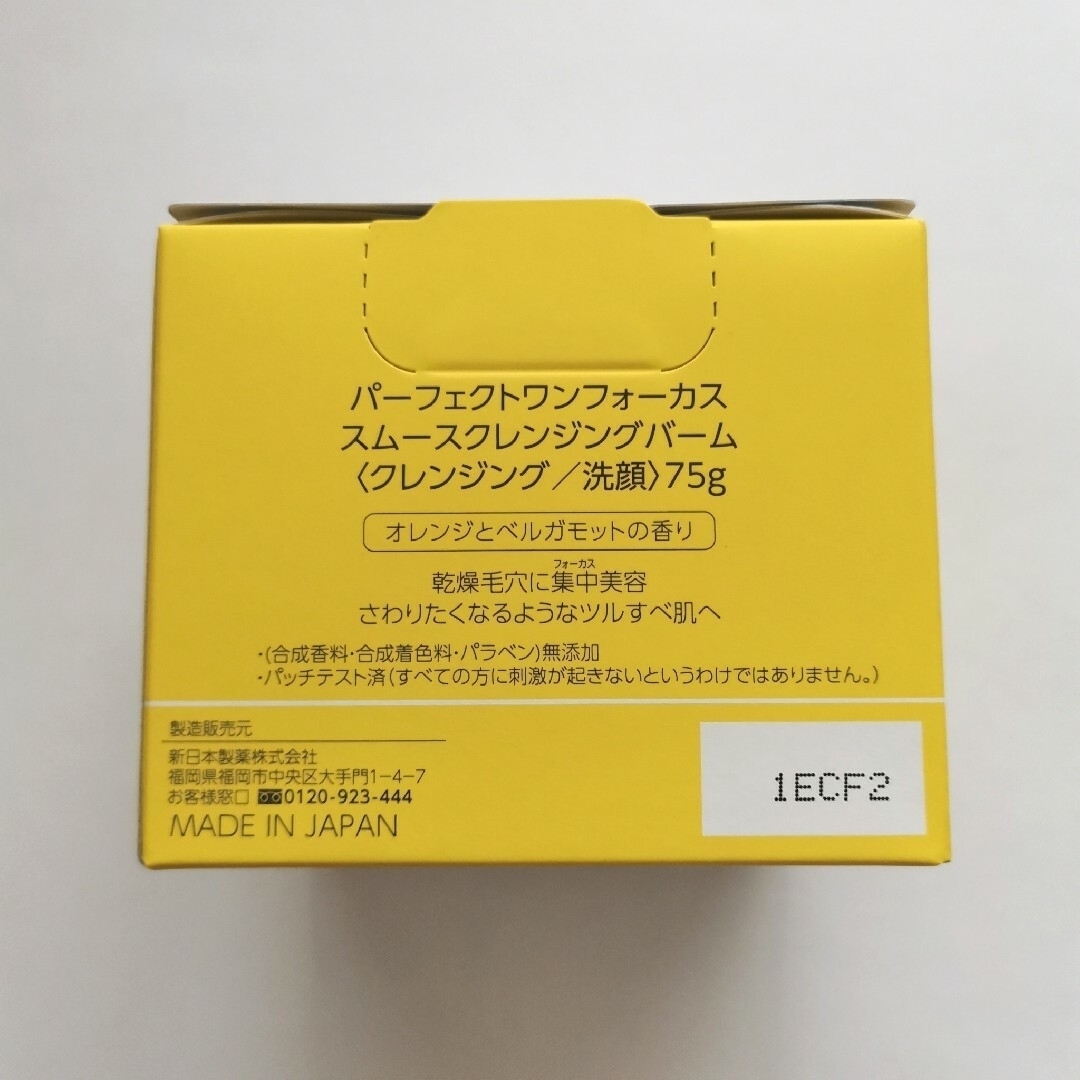 パーフェクトワンフォーカス
スムースクレンジングバーム
〈クレンジング／洗顔〉75g
オレンジとベルガモットの香り
フォーカス
乾燥毛穴に集中美容
さわりたくなるようなツルすべ肌へ
・(合成香料・合成着色料・パラベン)無添加
・パッチテスト済(すべての方に刺激が起きないというわけではありません。)
製造販売元
新日本製薬株式会社
福岡県福岡市中央区大手門1-4-7
お客様窓口 0120-923-444
MADE IN JAPAN
1ECF2